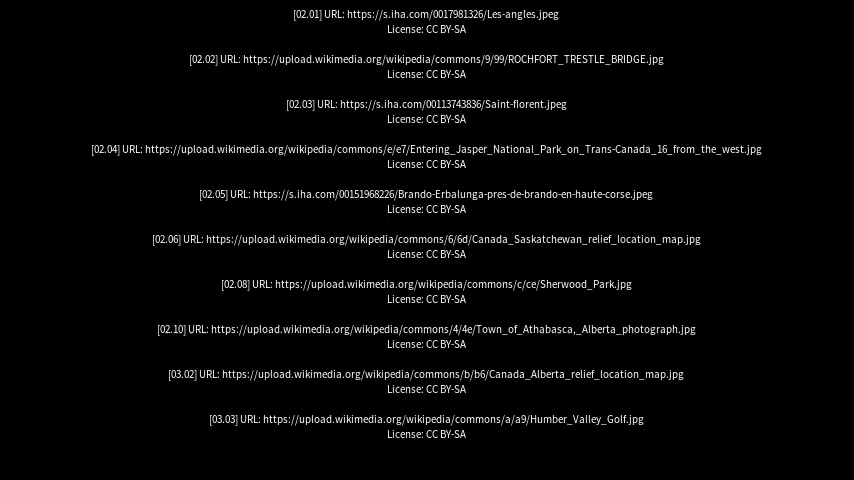 [02.01] URL: https://s.iha.com/0017981326/Les-angles.jpeg
License: CC BY-SA
[02.02] URL: https://upload.wikimedia.org/wikipedia/commons/9/99/ROCHFORT_TRESTLE_BRIDGE.jpg
License: CC BY-SA
[02.03] URL: https://s.iha.com/00113743836/Saint-florent.jpeg
License: CC BY-SA
[02.04] URL: https://upload.wikimedia.org/wikipedia/commons/e/e7/Entering_Jasper_National_Park_on_Trans-Canada_16_from_the_west.jpg
License: CC BY-SA
[02.05] URL: https://s.iha.com/00151968226/Brando-Erbalunga-pres-de-brando-en-haute-corse.jpeg
License: CC BY-SA
[02.06] URL: https://upload.wikimedia.org/wikipedia/commons/6/6d/Canada_Saskatchewan_relief_location_map.jpg
License: CC BY-SA
[02.08] URL: https://upload.wikimedia.org/wikipedia/commons/c/ce/Sherwood_Park.jpg
License: CC BY-SA
[02.10] URL: https://upload.wikimedia.org/wikipedia/commons/4/4e/Town_of_Athabasca,_Alberta_photograph.jpg
License: CC BY-SA
[03.02] URL: https://upload.wikimedia.org/wikipedia/commons/b/b6/Canada_Alberta_relief_location_map.jpg
License: CC BY-SA
[03.03] URL: https://upload.wikimedia.org/wikipedia/commons/a/a9/Humber_Valley_Golf.jpg
License: CC BY-SA